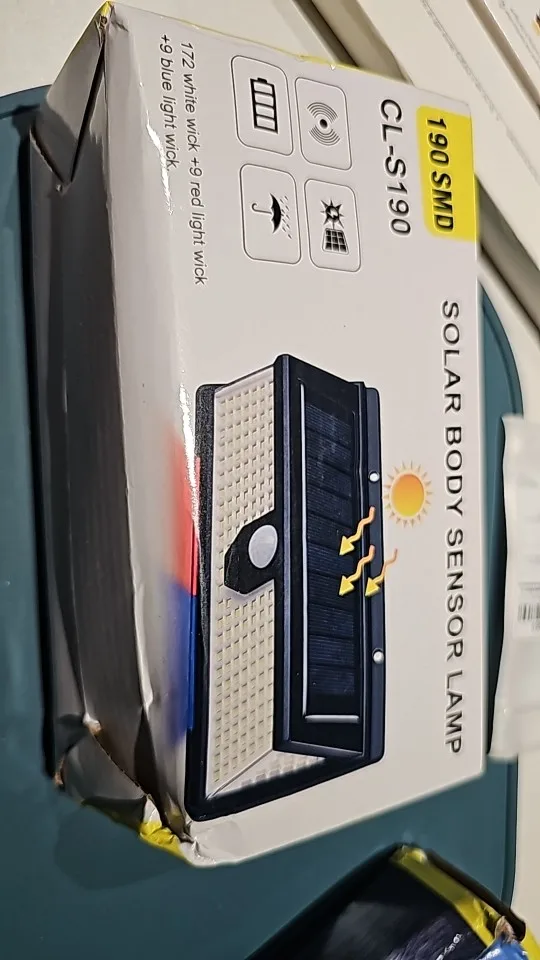 190 SMD
CL-S190
SOLAR BODY SENSOR LAMP
172 white wick +9 red light wick
+9 blue light wick